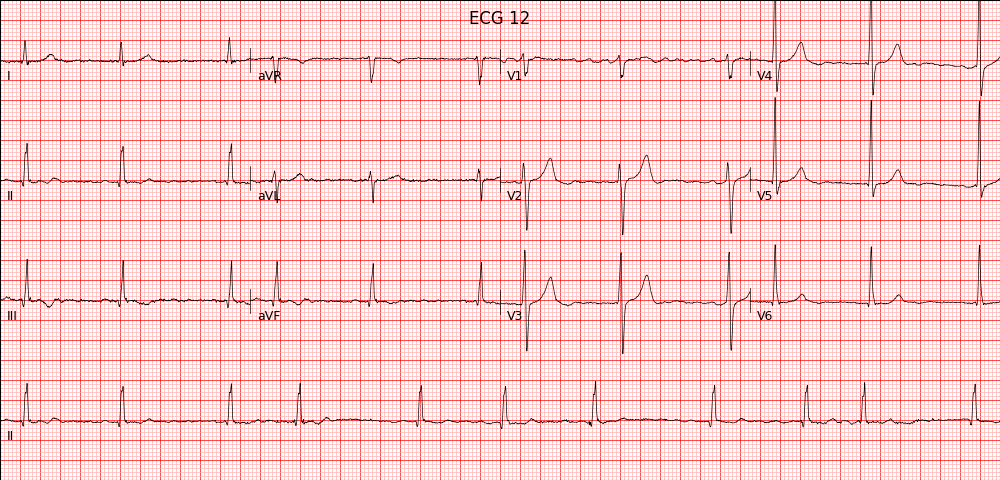 ECG 12
I aVR V1 V4
II aVL V2 V5
III aVF V3 V6
II